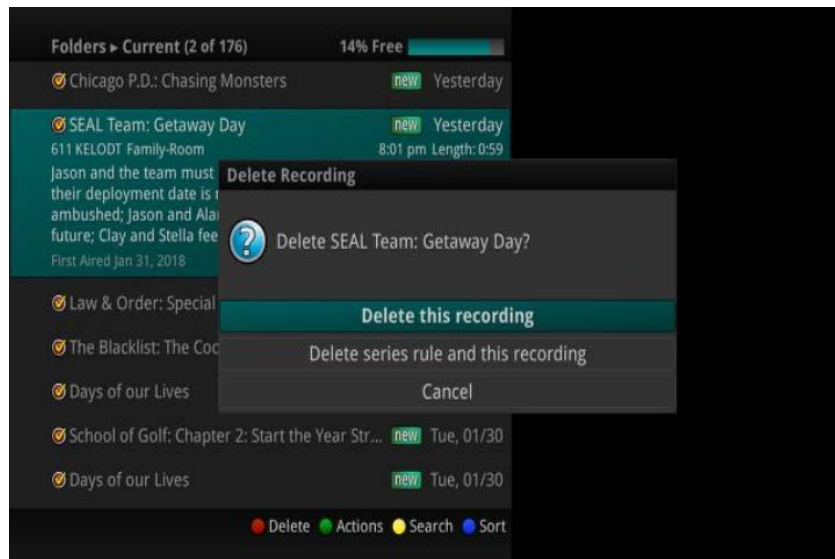 Folders ▸ Current (2 of 176) 14% Free
Chicago P.D.: Chasing Monsters new Yesterday
SEAL Team: Getaway Day new Yesterday
611 KELODT Family-Room 8:01 pm Length: 0:59
Jason and the team must
their deployment date is
ambushed; Jason and
future; Clay and Stella fee
First Aired Jan 31, 2018
Delete Recording
Delete SEAL Team: Getaway Day?
Delete this recording
Delete series rule and this recording
Cancel
Law & Order: Special
The Blacklist: The
Days of our Lives
School of Golf: Chapter 2: Start the Year Str... new Tue, 01/30
Days of our Lives new Tue, 01/30
Delete Actions Search Sort